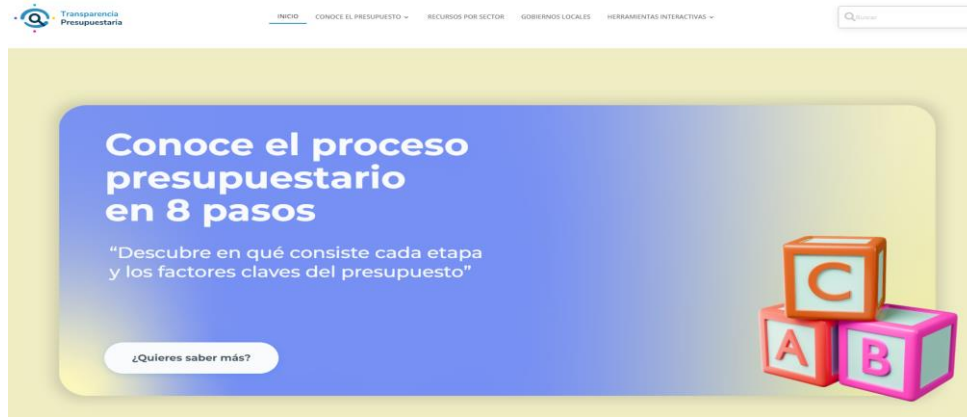 Transparencia
Presupuestaria
INICIO
CONOCE EL PRESUPUESTO
RECURSOS POR SECTOR
GOBIERNOS LOCALES
HERRAMIENTAS INTERACTIVAS
Buscar
Conoce el proceso
presupuestario
en 8 pasos
“Descubre en qué consiste cada etapa
y los factores claves del presupuesto”
¿Quieres saber más?
C
A
B